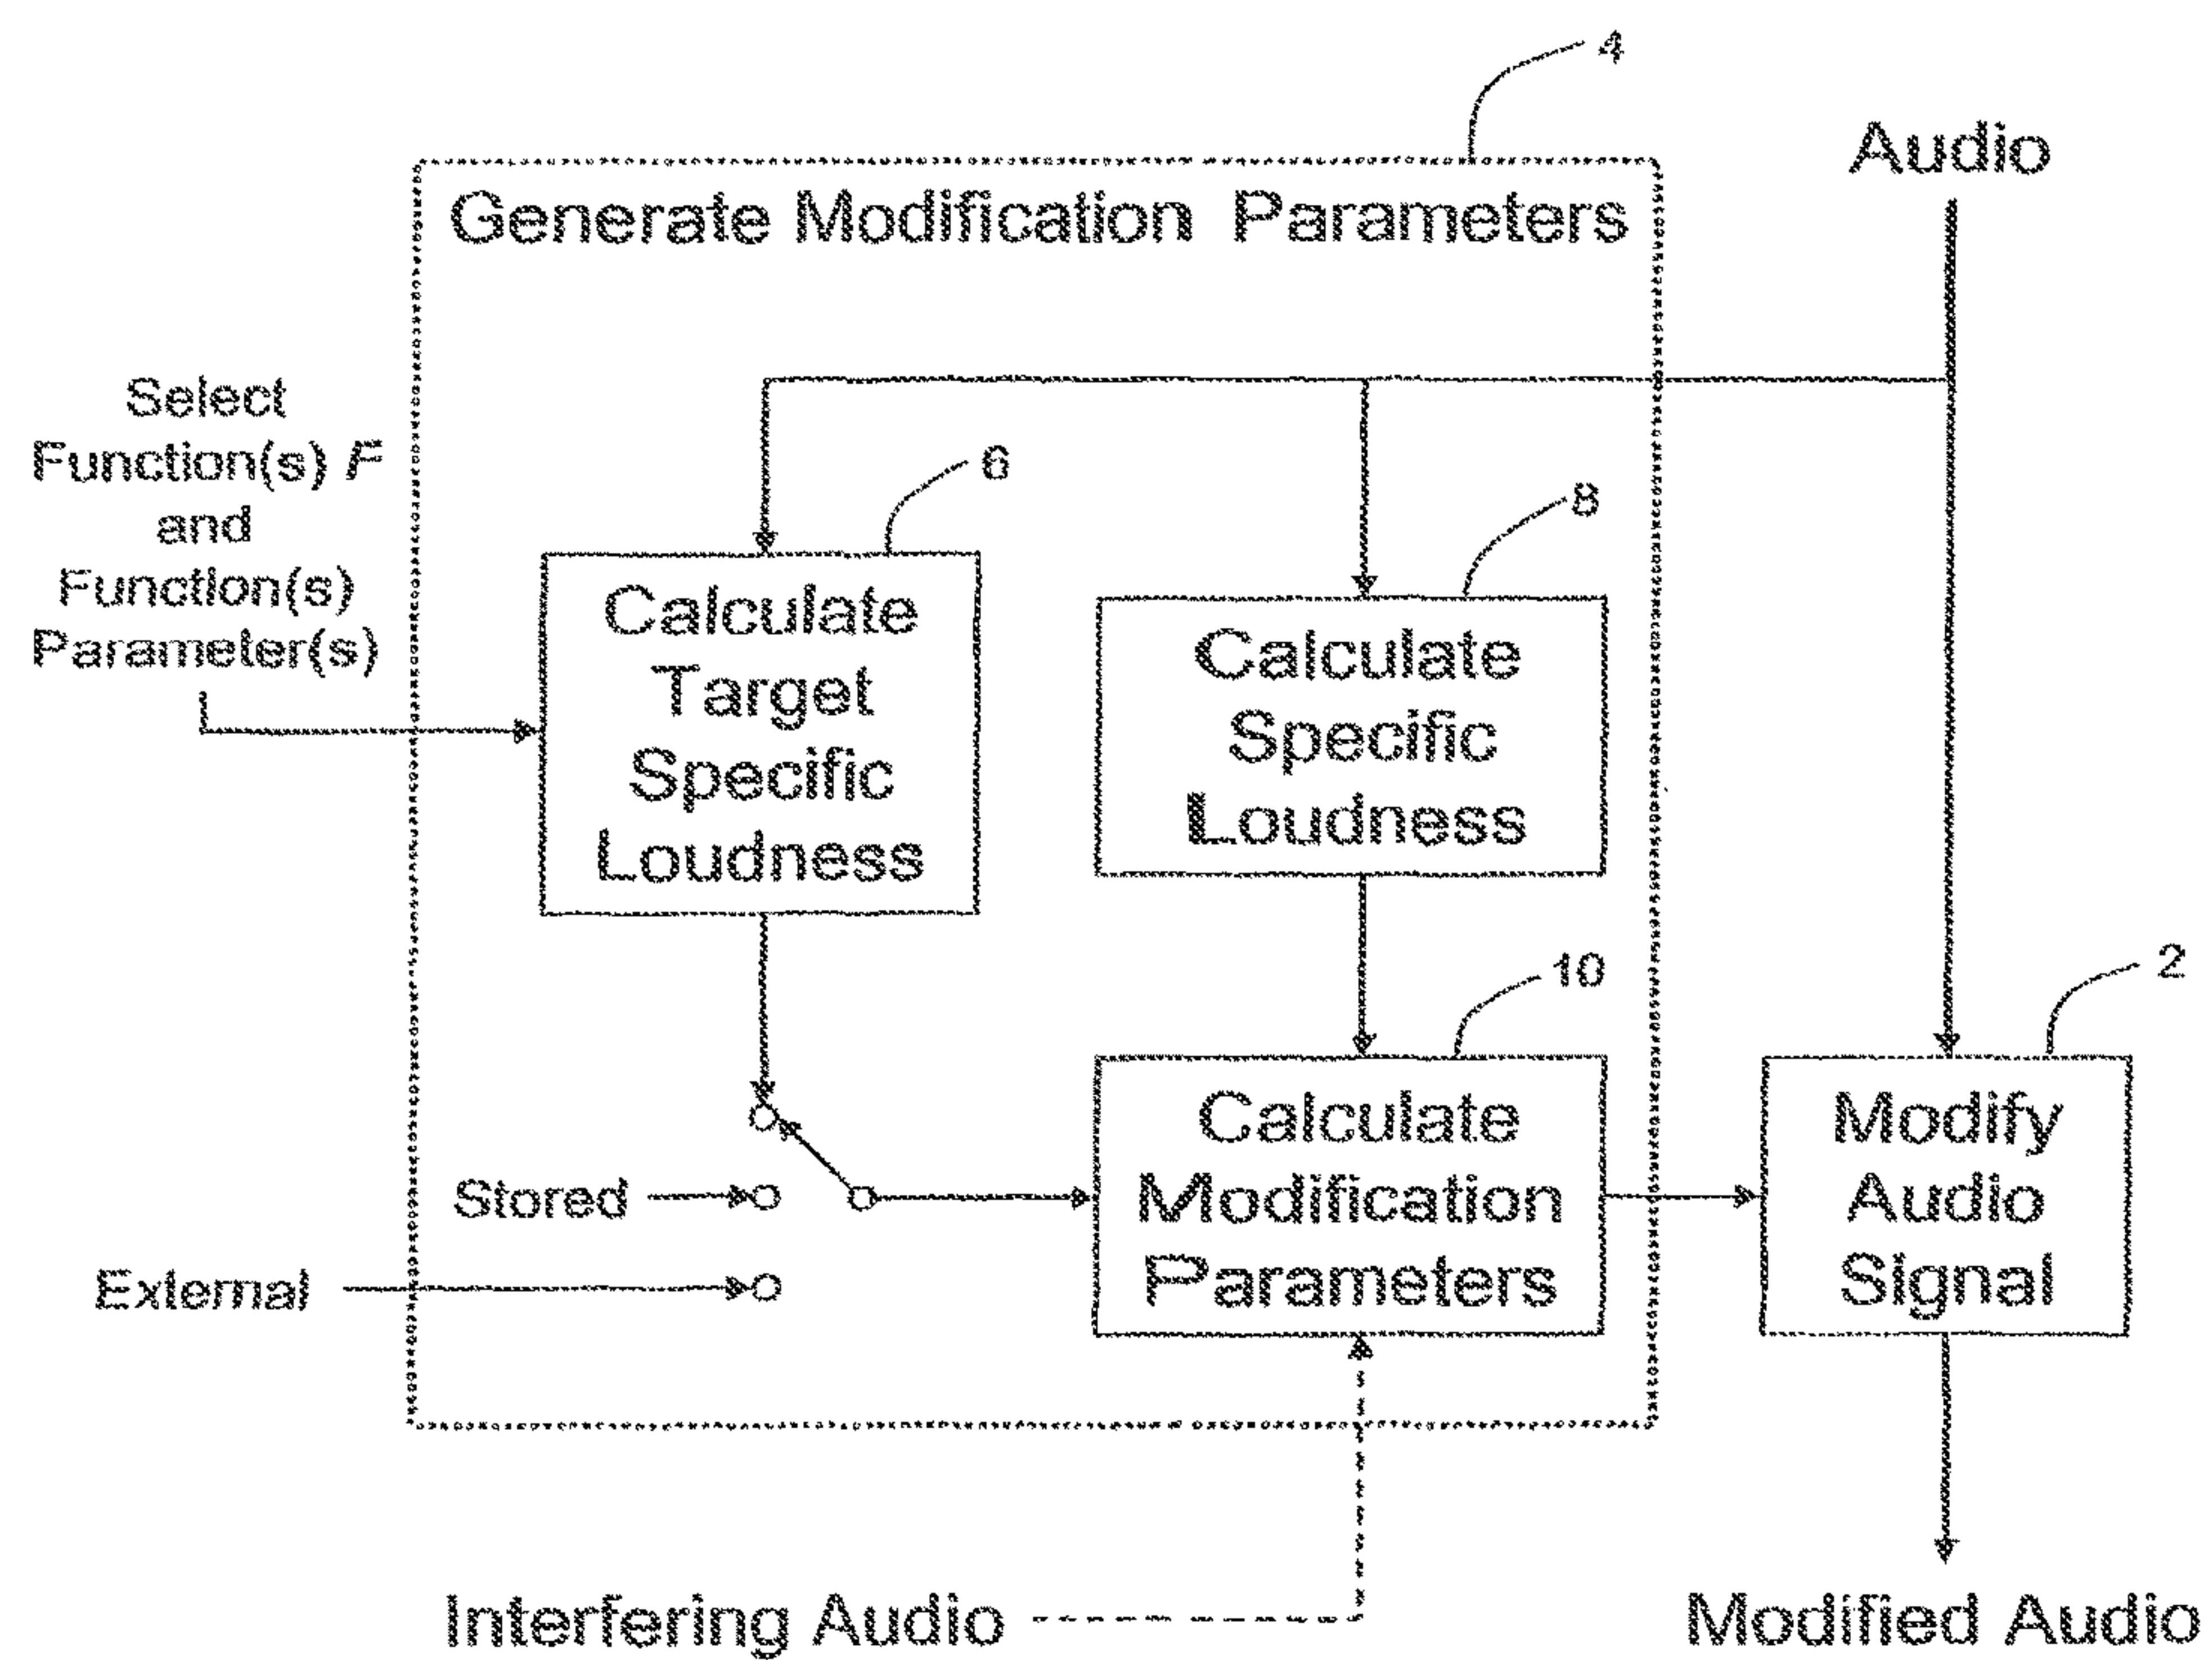 4
Audio
Generate Modification Parameters
Select
Function(s) F
and
Function(s)
Parameter(s)
6
8
Calculate
Target
Specific
Loudness
Calculate
Specific
Loudness
10
2
Calculate
Modification
Parameters
Modify
Audio
Signal
Stored
External
Interfering Audio
Modified Audio